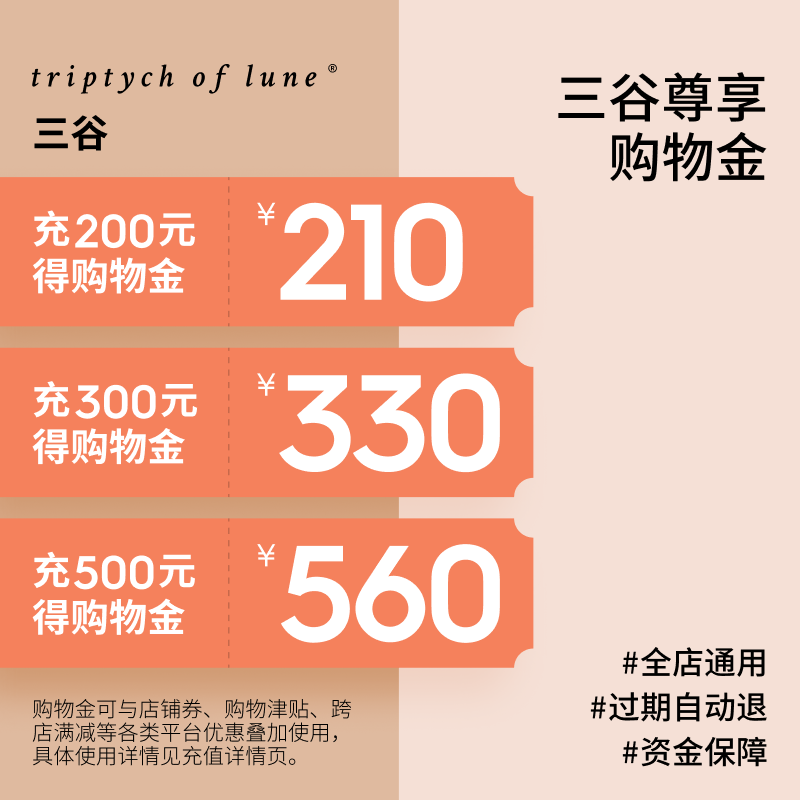 triptych of lune®
三谷
三谷尊享
购物金
充200元
得购物金
¥210
充300元
得购物金
¥330
充500元
得购物金
¥560
购物金可与店铺券、购物津贴、跨
店满减等各类平台优惠叠加使用，
具体使用详情见充值详情页。
#全店通用
#过期自动退
#资金保障